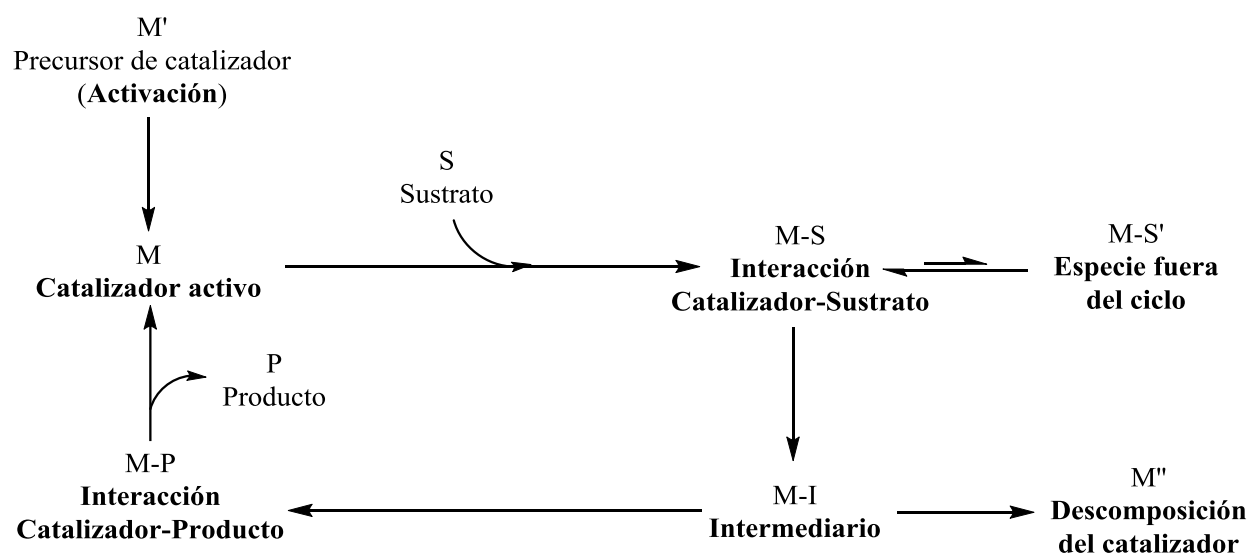 M'
Precursor de catalizador
(Activación)
S
Sustrato
M
Catalizador activo
M-S
Interacción
Catalizador-Sustrato
M-S'
Especie fuera
del ciclo
P
Producto
M-P
Interacción
Catalizador-Producto
M-I
Intermediario
M"
Descomposición
del catalizador